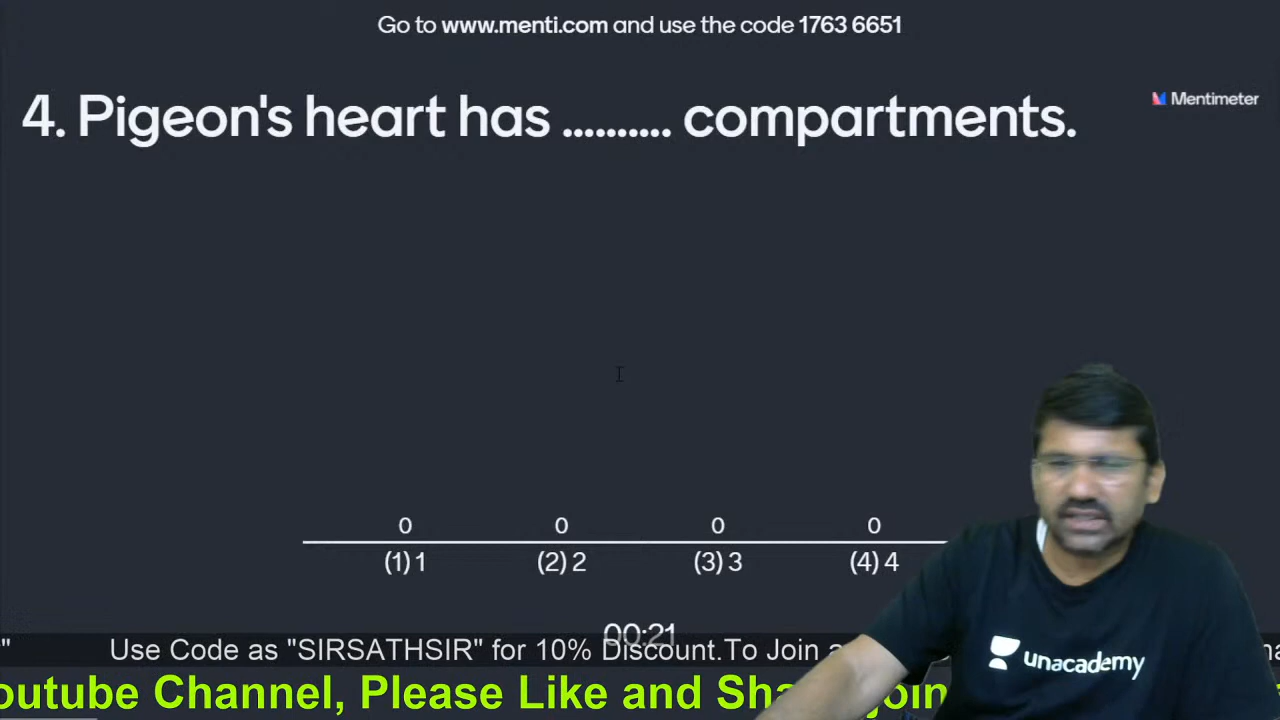 Go to www.menti.com and use the code 1763 6651
4. Pigeon's heart has .......... compartments.
Mentimeter
0 0 0 0
(1) 1 (2) 2 (3) 3 (4) 4
00:21
" Use Code as "SIRSATHSIR" for 10% Discount.To Join
unacademy
outube Channel, Please Like and Sha join